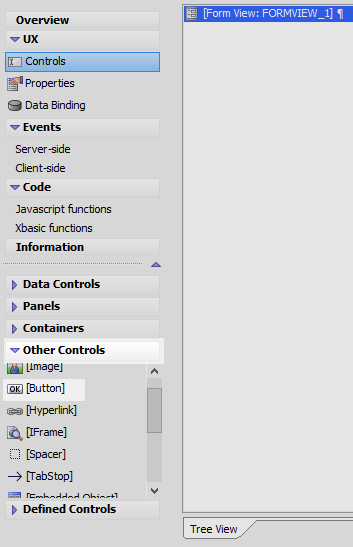 Overview
UX
Controls
Properties
Data Binding
Events
Server-side
Client-side
Code
Javascript functions
Xbasic functions
Information
Data Controls
Panels
Containers
Other Controls
[Image]
OK [Button]
[Hyperlink]
[IFrame]
[Spacer]
[TabStop]
[Embedded Object]
Defined Controls
[Form View: FORMVIEW_1] ¶
Tree View